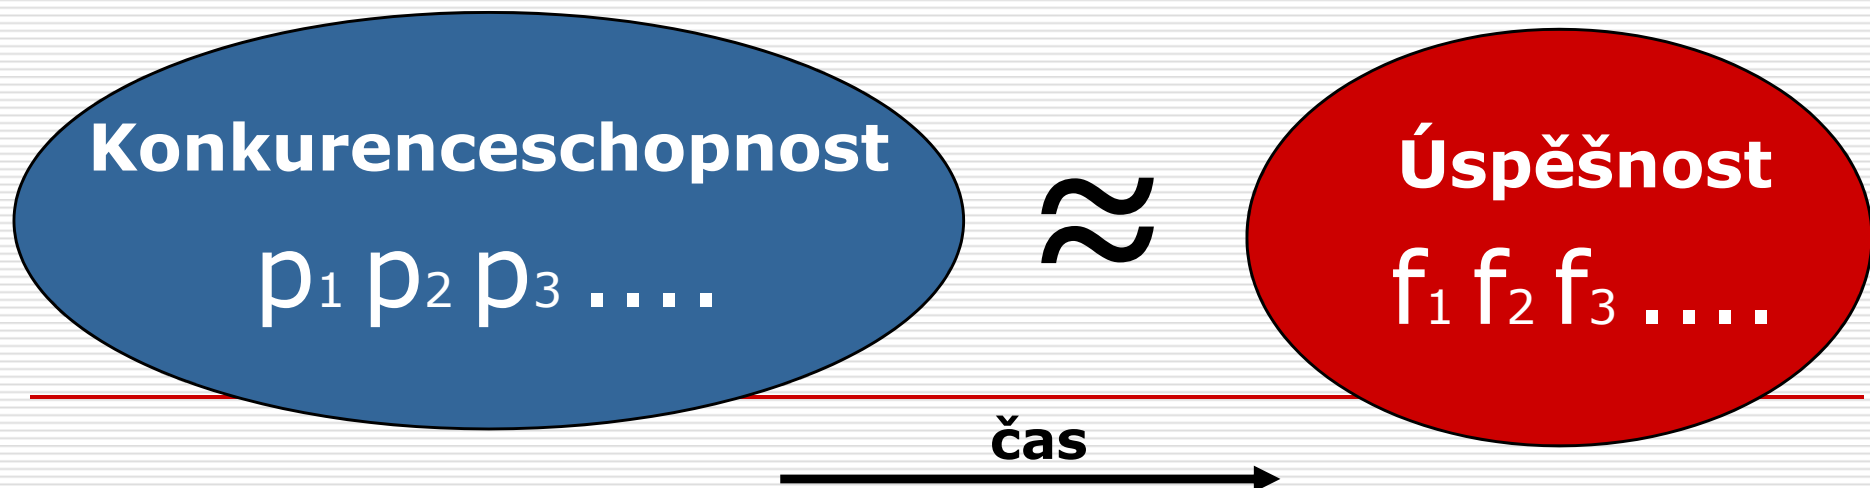 Konkurenceschopnost
p1 p2 p3 ....
≈
Úspěšnost
f1 f2 f3 ....
čas